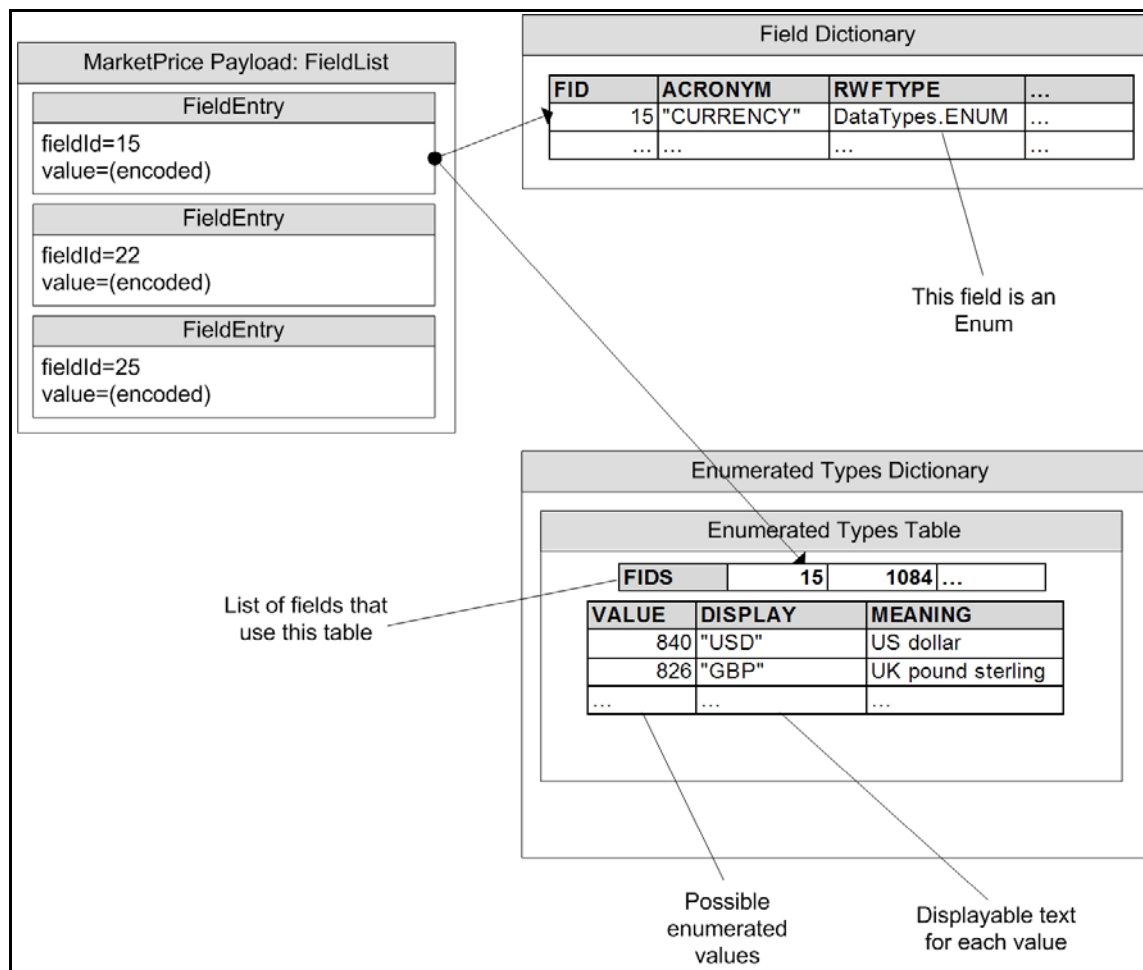 MarketPrice Payload: FieldList
FieldEntry
fieldId=15
value=(encoded)
FieldEntry
fieldId=22
value=(encoded)
FieldEntry
fieldId=25
value=(encoded)
Field Dictionary
FID ACRONYM RWFTYPE ...
15 "CURRENCY" DataTypes.ENUM ...
... ... ... ...
This field is an
Enum
Enumerated Types Dictionary
Enumerated Types Table
FIDS 15 1084 ...
List of fields that
use this table
VALUE DISPLAY MEANING
840 "USD" US dollar
826 "GBP" UK pound sterling
... ... ...
Possible
enumerated
values
Displayable text
for each value